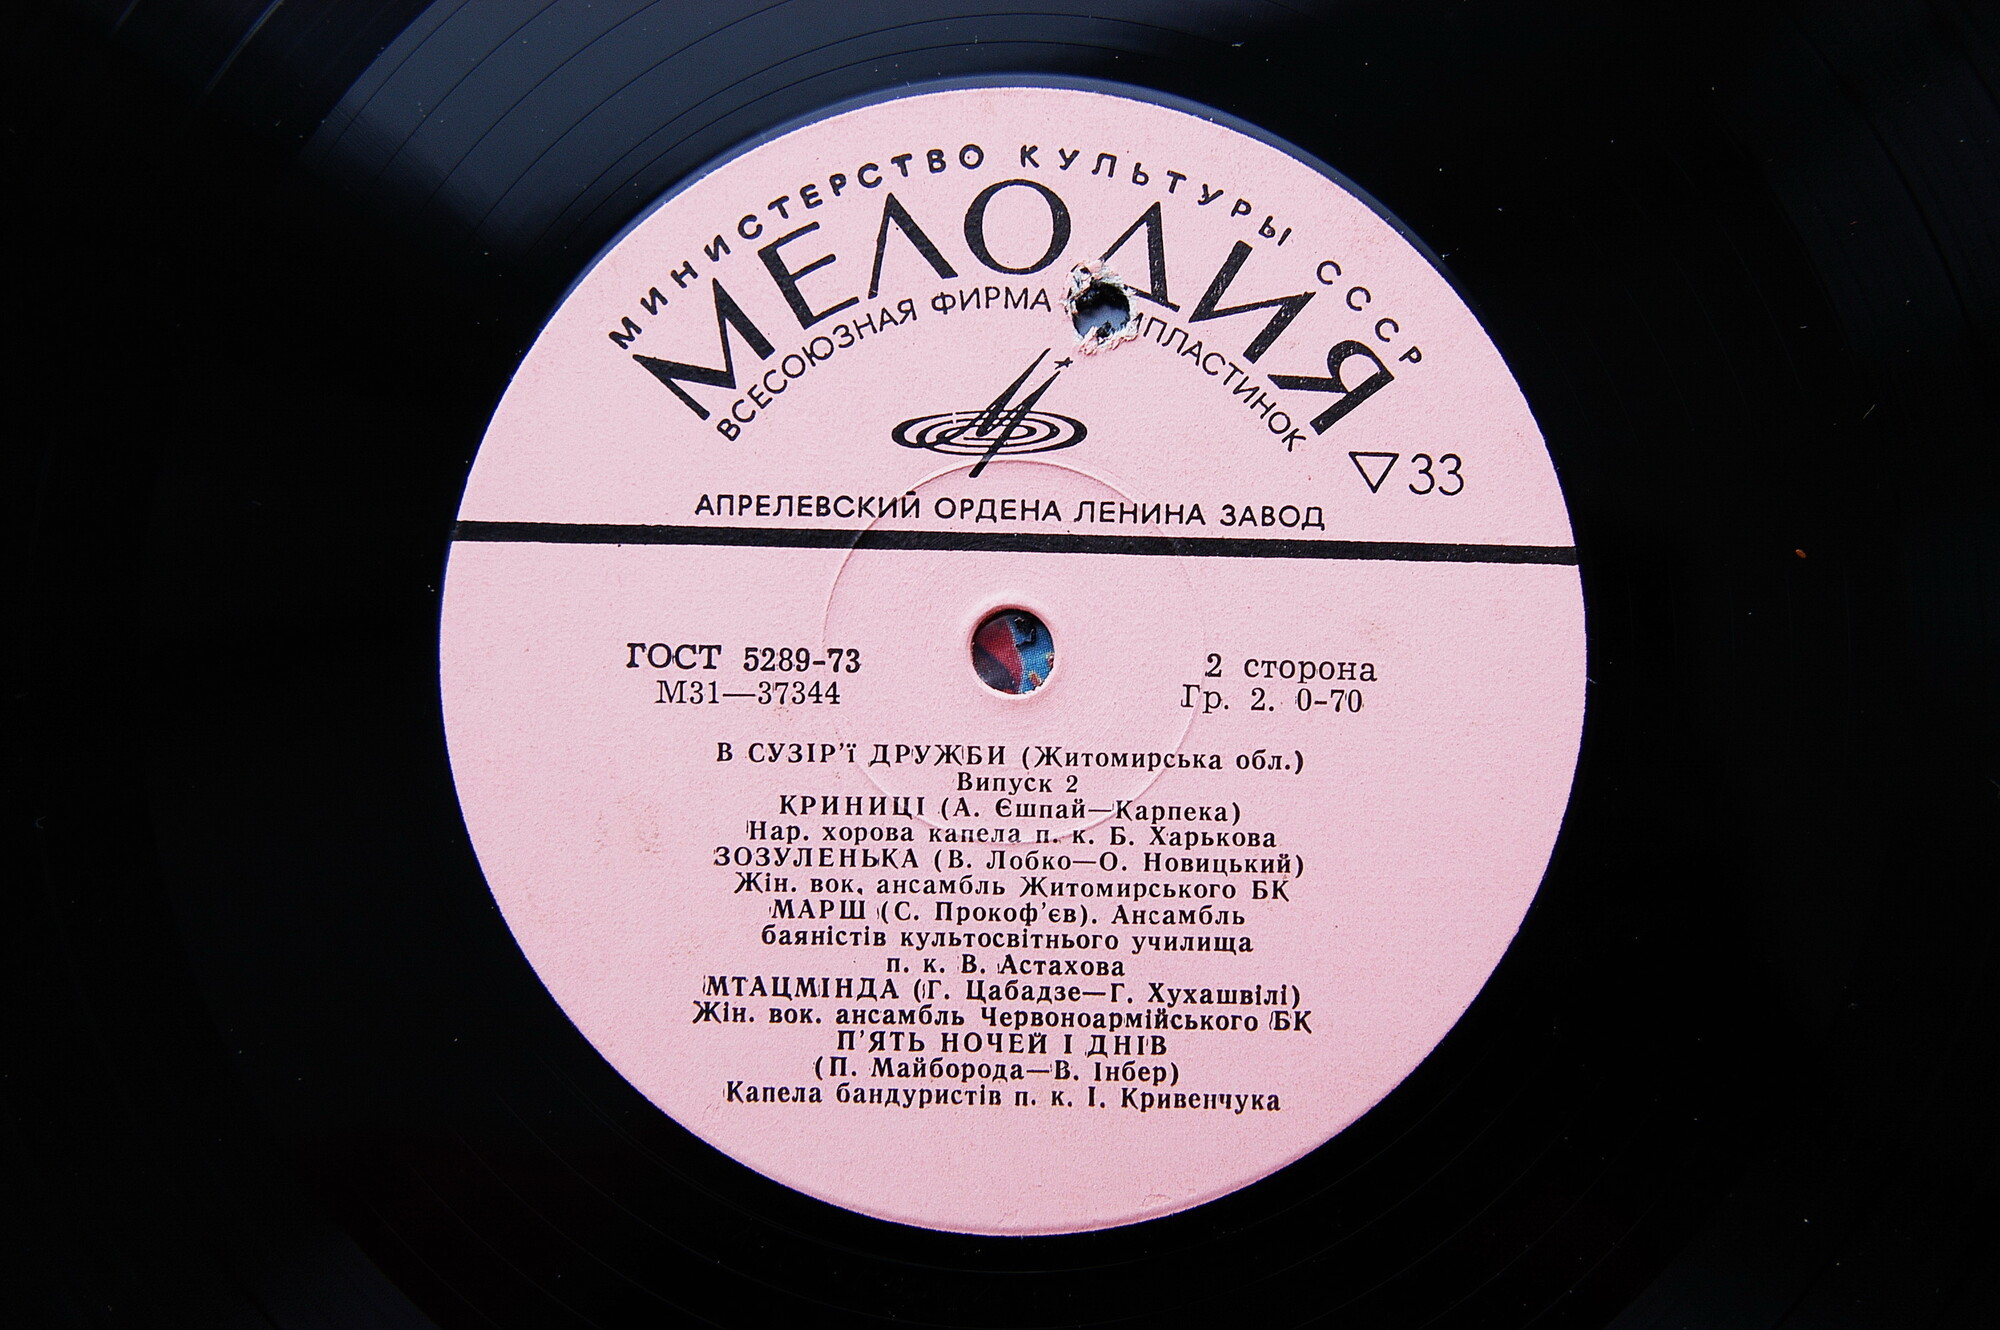 МИНИСТЕРСТВО КУЛЬТУРЫ СССР
МЕЛОДИЯ
ВСЕСОЮЗНАЯ ФИРМА ПЛАСТИНОК
▽33
АПРЕЛЕВСКИЙ ОРДЕНА ЛЕНИНА ЗАВОД
ГОСТ 5289-73
М31—37344
2 сторона
Гр. 2. 0-70
В СУЗІР'ї ДРУЖБИ (Житомирська обл.)
Випуск 2
КРИНИЦІ (А. Єшпай—Карпека)
Нар. хорова капела п. к. Б. Харькова
ЗОЗУЛЕНЬКА (В. Лобко—О. Новицький)
Жін. вок. ансамбль Житомирського БК
МАРШ (С. Прокоф'єв). Ансамбль
баяністів культосвітнього училища
п. к. В. Астахова
МТАЦМІНДА (Г. Цабадзе—Г. Хухашвілі)
Жін. вок. ансамбль Червоноармійського БК
П'ЯТЬ НОЧЕЙ І ДНІВ
(П. Майборода—В. Інбер)
Капела бандуристів п. к. І. Кривенчука